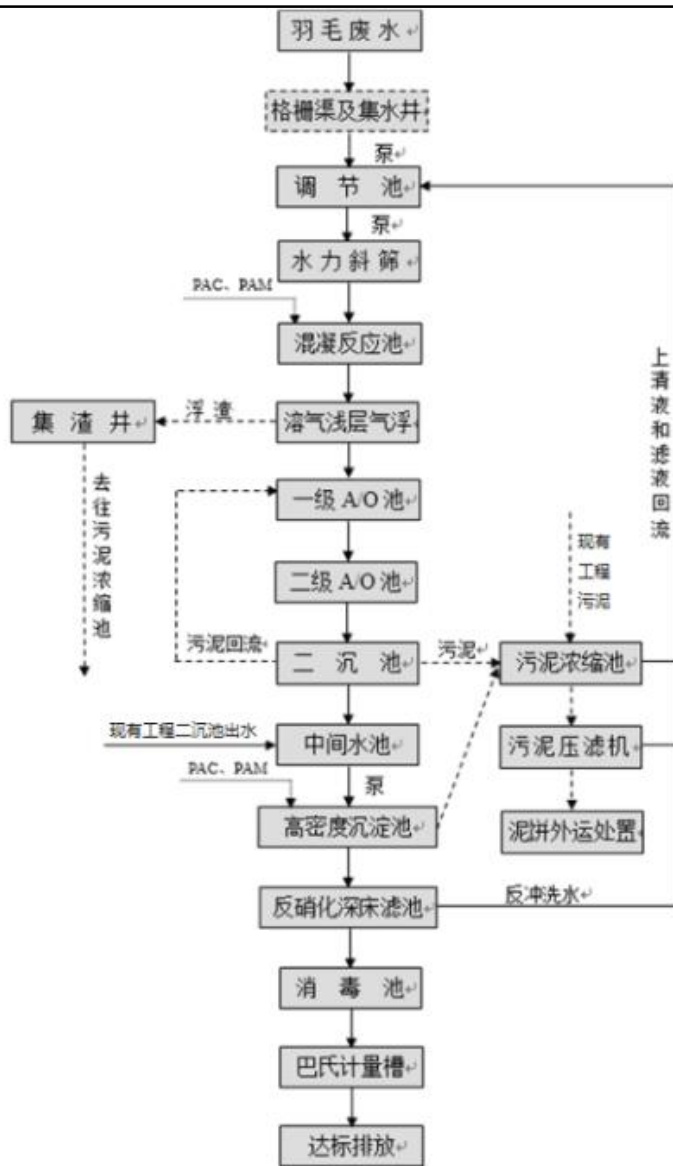 羽毛废水
格栅渠及集水井
泵
调节池
泵
水力斜筛
PAC、PAM
混凝反应池
上清液和滤液回流
集渣井
浮渣
溶气浅层气浮
去往污泥浓缩池
一级 A/O 池
现有
工程
污泥
二级 A/O 池
污泥回流
二沉池
污泥
污泥浓缩池
现有工程二沉池出水
中间水池
污泥压滤机
PAC、PAM
泵
高密度沉淀池
泥饼外运处置
反硝化深床滤池
反冲洗水
消毒池
巴氏计量槽
达标排放